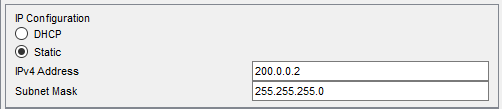 IP Configuration
DHCP
Static
IPv4 Address 200.0.0.2
Subnet Mask 255.255.255.0